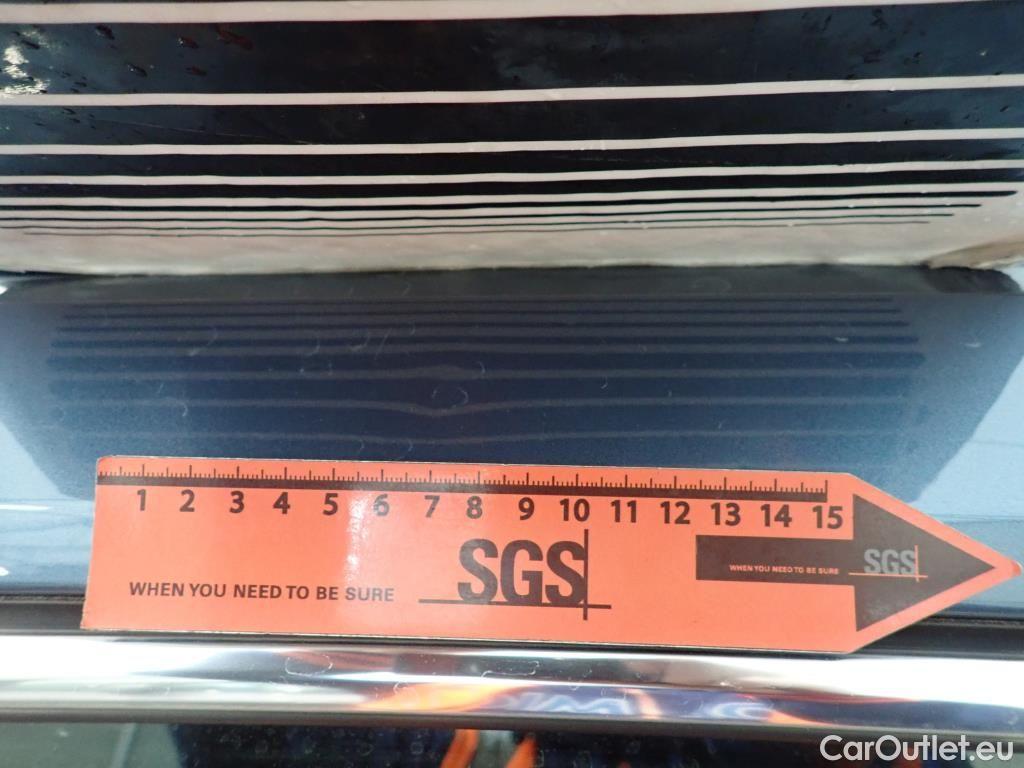 1 2 3 4 5 6 7 8 9 10 11 12 13 14 15
SGS
WHEN YOU NEED TO BE SURE
WHEN YOU NEED TO BE SURE SGS
CarOutlet.eu